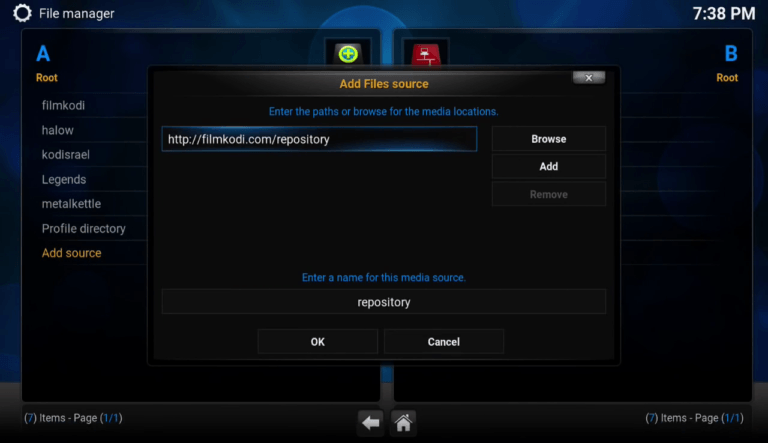 File manager
7:38 PM
A
B
Root
Root
Add Files source
x
Enter the paths or browse for the media locations.
filmkodi
halow
kodisrael
Legends
metalkettle
Profile directory
Add source
http://filmkodi.com/repository
Browse
Add
Remove
Enter a name for this media source.
repository
OK
Cancel
(7) Items - Page (1/1)
(7) Items - Page (1/1)